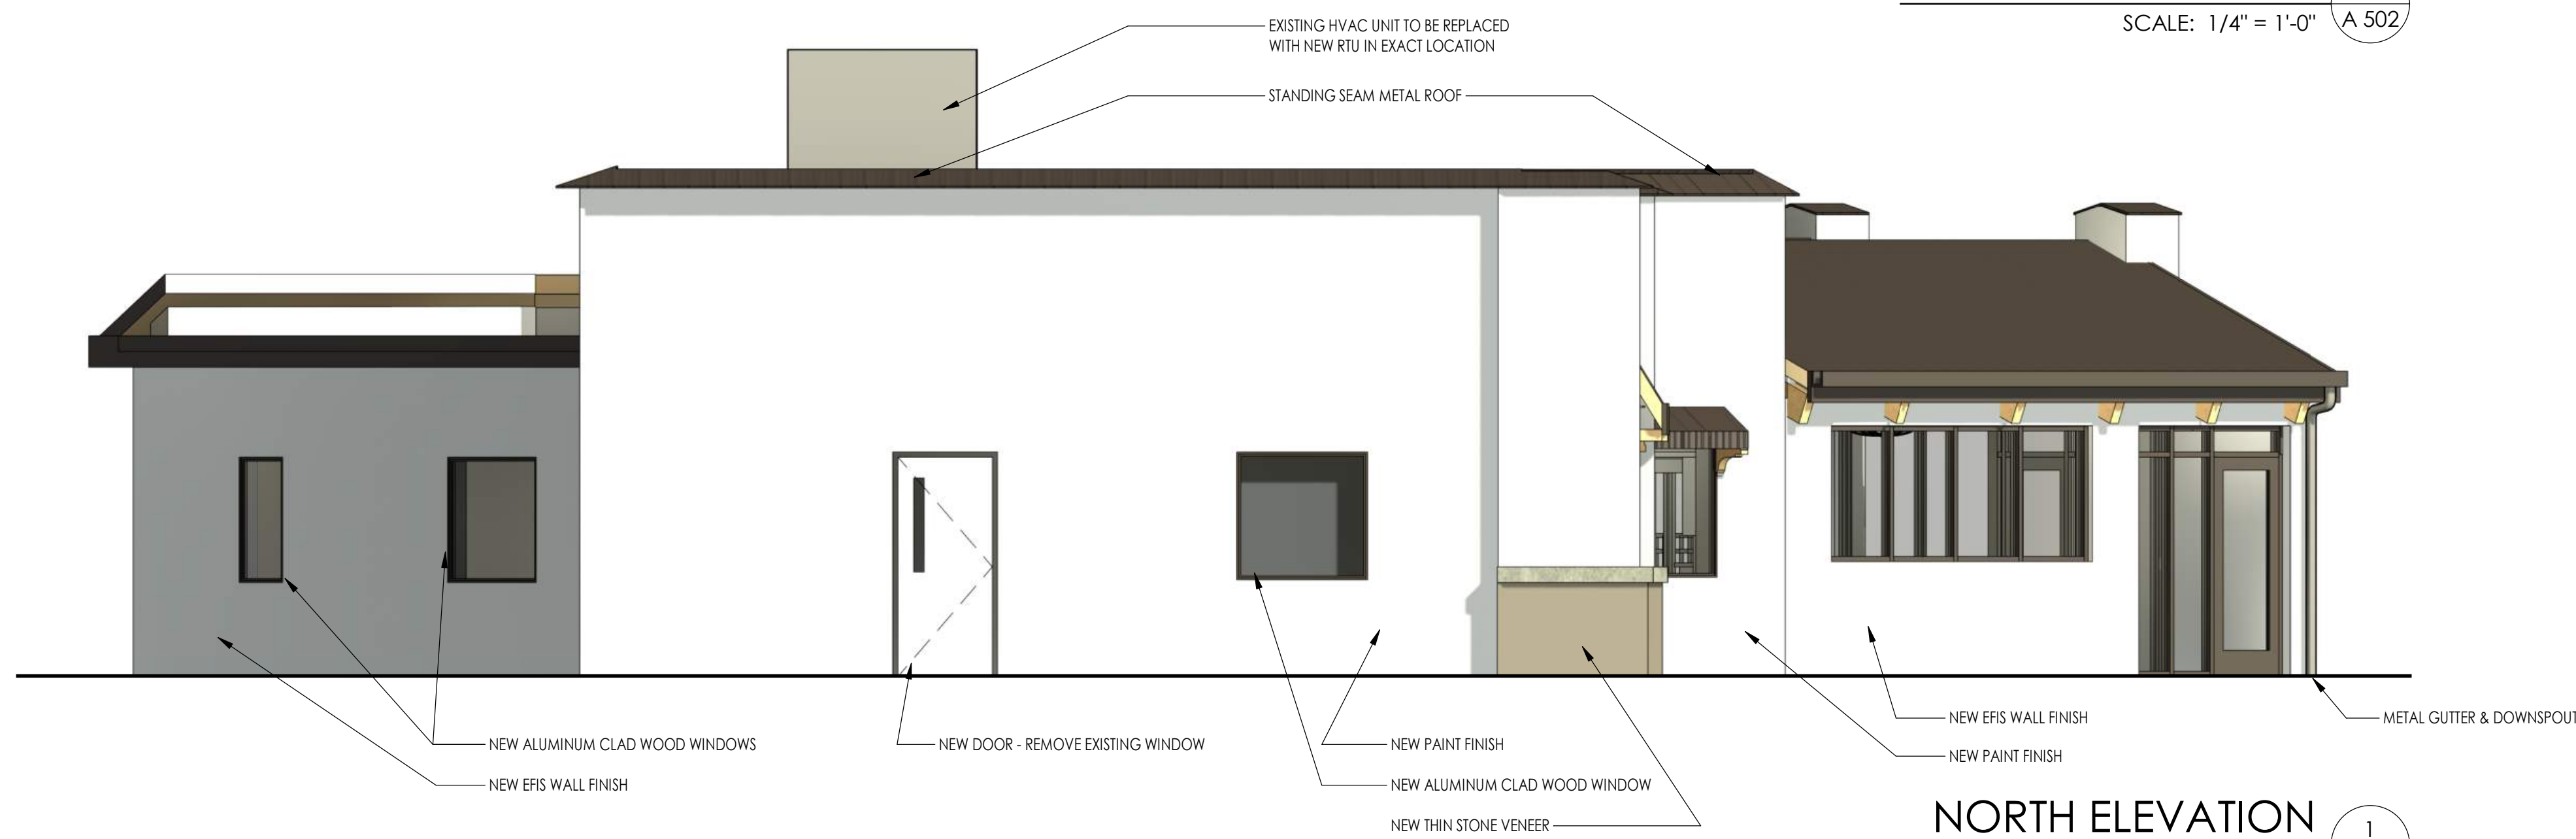 EXISTING HVAC UNIT TO BE REPLACED
WITH NEW RTU IN EXACT LOCATION
SCALE: 1/4" = 1'-0"
A 502
STANDING SEAM METAL ROOF
NEW ALUMINUM CLAD WOOD WINDOWS
NEW EFIS WALL FINISH
NEW DOOR - REMOVE EXISTING WINDOW
NEW PAINT FINISH
NEW ALUMINUM CLAD WOOD WINDOW
NEW THIN STONE VENEER
NEW EFIS WALL FINISH
NEW PAINT FINISH
METAL GUTTER & DOWNSPOUT
NORTH ELEVATION
1